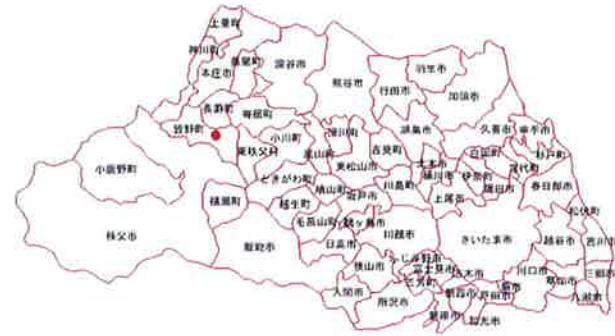 上里町
神川町
本庄市
美里町
深谷市
熊谷市
行田市
羽生市
加須市
長瀞町
寄居町
皆野町
小川町
滑川町
嵐山町
東秩父村
吉見町
鴻巣市
久喜市
幸手市
杉戸町
宮代町
白岡町
小鹿野町
ときがわ町
東松山市
北本市
桶川市
伊奈町
蓮田市
春日部市
横瀬町
越生町
鳩山町
坂戸市
川島町
上尾市
松伏町
秩父市
飯能市
毛呂山町
鶴ヶ島市
日高市
川越市
さいたま市
越谷市
吉川市
狭山市
ふじみ野市
富士見市
三芳町
志木市
川口市
草加市
三郷市
八潮市
入間市
所沢市
朝霞市
戸田市
蕨市
新座市
和光市